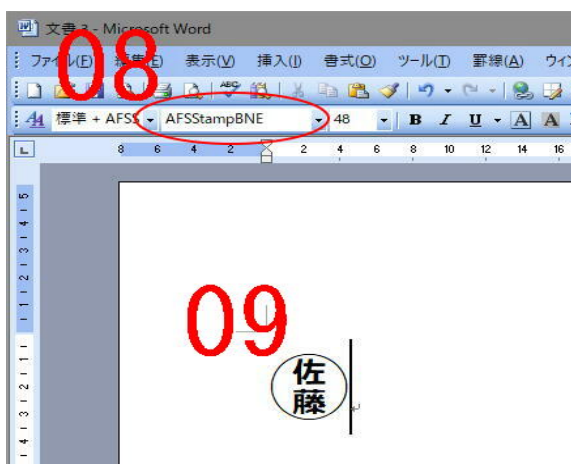 文書 3 - Microsoft Word
08
ファイル(F) 編集(E) 表示(V) 挿入(I) 書式(O) ツール(T) 罫線(A) ウイン
標準 + AFSS AFSStampBNE 48 B I U A A
L 8 6 4 2 2 4 6 8 10 12 14 16
09
佐
藤